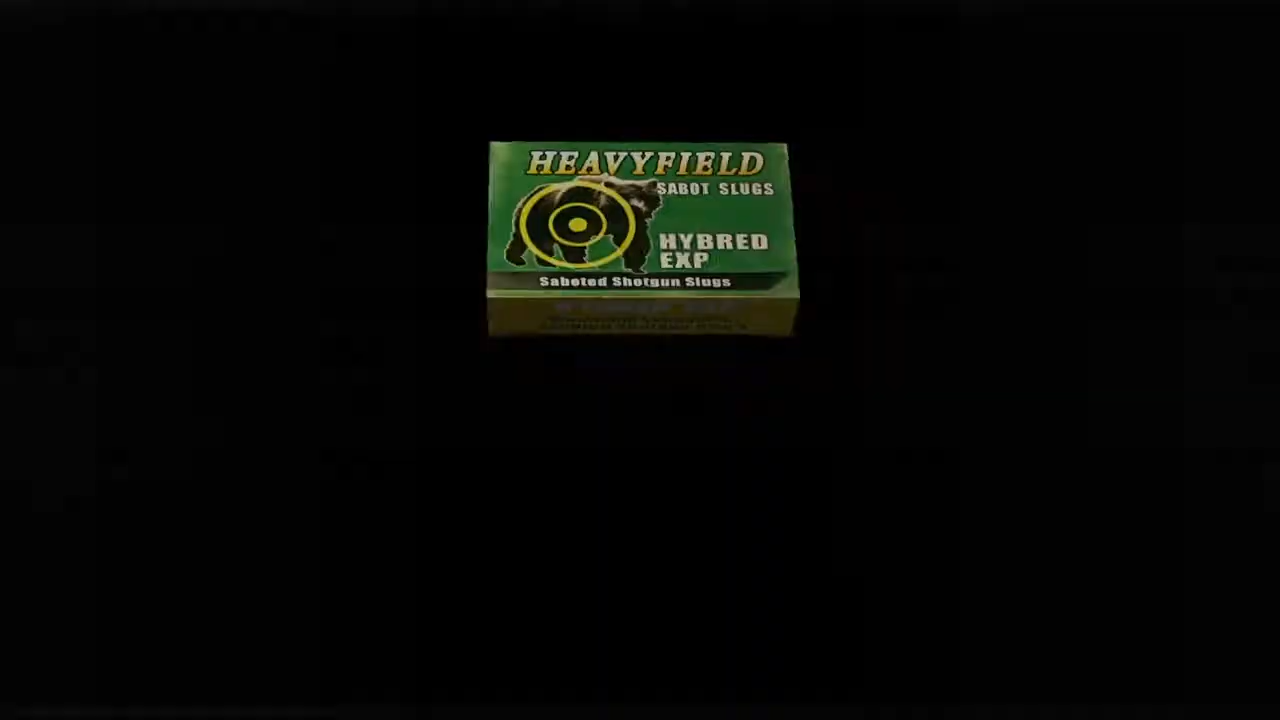 HEAVYFIELD
SABOT SLUGS
HYBRED
EXP
Saboted Shotgun Slugs